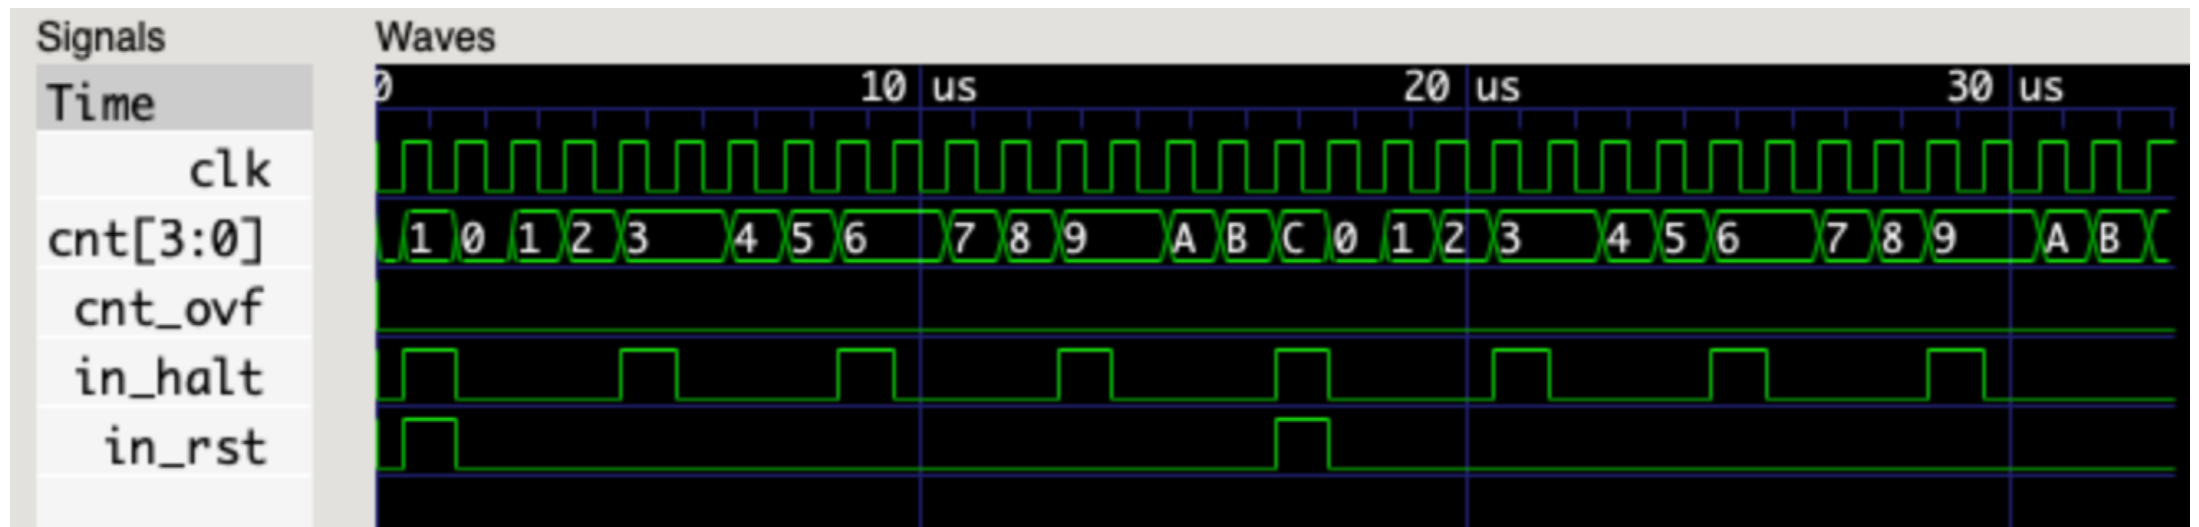 Signals Waves
Time 0 10 us 20 us 30 us
clk
cnt[3:0] 1 0 1 2 3 4 5 6 7 8 9 A B C 0 1 2 3 4 5 6 7 8 9 A B
cnt_ovf
in_halt
in_rst